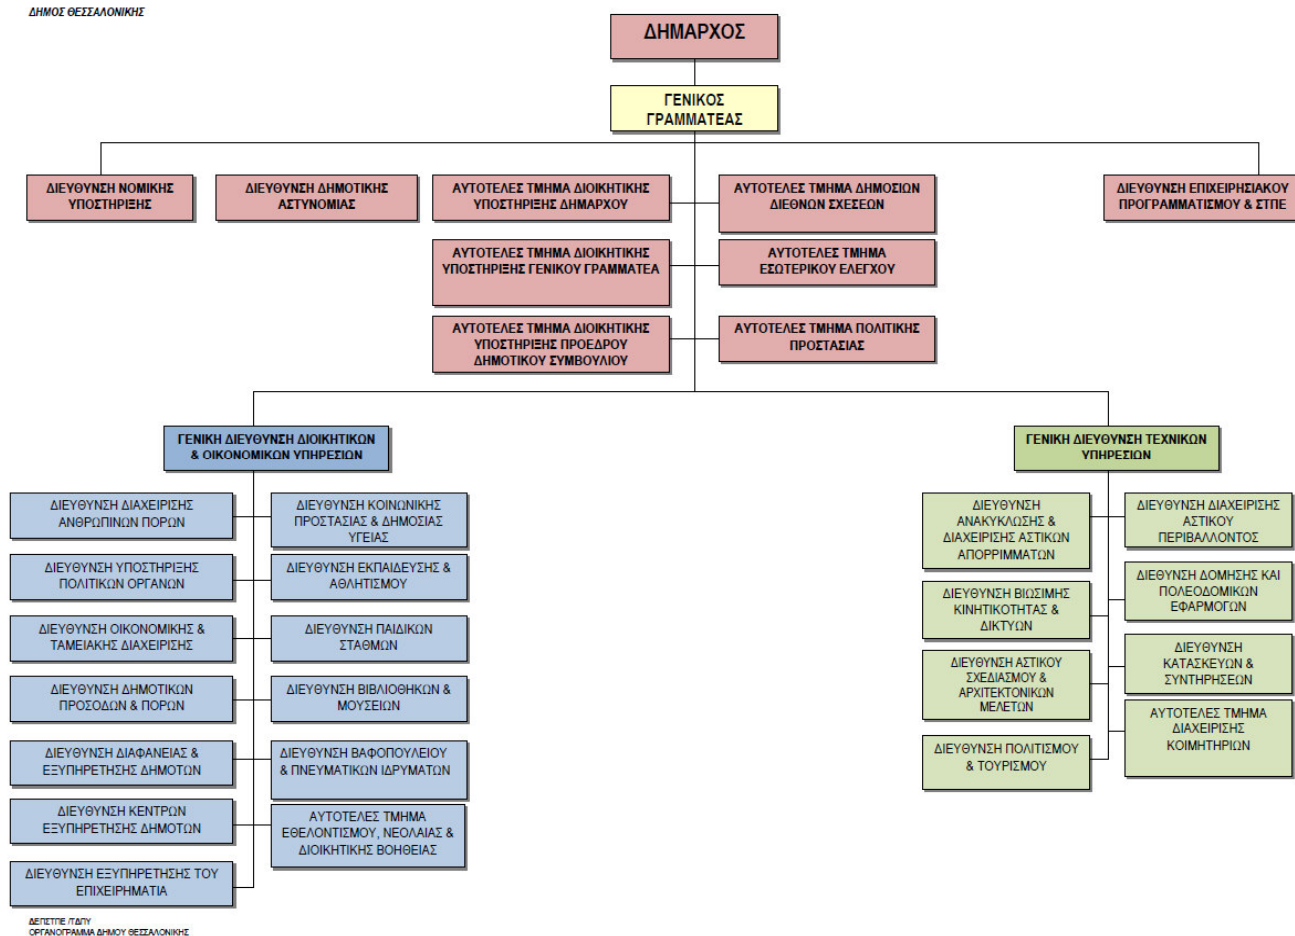 ΔΗΜΟΣ ΘΕΣΣΑΛΟΝΙΚΗΣ
ΔΗΜΑΡΧΟΣ
ΓΕΝΙΚΟΣ
ΓΡΑΜΜΑΤΕΑΣ
ΔΙΕΥΘΥΝΣΗ ΝΟΜΙΚΗΣ
ΥΠΟΣΤΗΡΙΞΗΣ
ΔΙΕΥΘΥΝΣΗ ΔΗΜΟΤΙΚΗΣ
ΑΣΤΥΝΟΜΙΑΣ
ΑΥΤΟΤΕΛΕΣ ΤΜΗΜΑ ΔΙΟΙΚΗΤΙΚΗΣ
ΥΠΟΣΤΗΡΙΞΗΣ ΔΗΜΑΡΧΟΥ
ΑΥΤΟΤΕΛΕΣ ΤΜΗΜΑ ΔΗΜΟΣΙΩΝ
ΔΙΕΘΝΩΝ ΣΧΕΣΕΩΝ
ΔΙΕΥΘΥΝΣΗ ΕΠΙΧΕΙΡΗΣΙΑΚΟΥ
ΠΡΟΓΡΑΜΜΑΤΙΣΜΟΥ & ΣΤΠΕ
ΑΥΤΟΤΕΛΕΣ ΤΜΗΜΑ ΔΙΟΙΚΗΤΙΚΗΣ
ΥΠΟΣΤΗΡΙΞΗΣ ΓΕΝΙΚΟΥ ΓΡΑΜΜΑΤΕΑ
ΑΥΤΟΤΕΛΕΣ ΤΜΗΜΑ
ΕΣΩΤΕΡΙΚΟΥ ΕΛΕΓΧΟΥ
ΑΥΤΟΤΕΛΕΣ ΤΜΗΜΑ ΔΙΟΙΚΗΤΙΚΗΣ
ΥΠΟΣΤΗΡΙΞΗΣ ΠΡΟΕΔΡΟΥ
ΔΗΜΟΤΙΚΟΥ ΣΥΜΒΟΥΛΙΟΥ
ΑΥΤΟΤΕΛΕΣ ΤΜΗΜΑ ΠΟΛΙΤΙΚΗΣ
ΠΡΟΣΤΑΣΙΑΣ
ΓΕΝΙΚΗ ΔΙΕΥΘΥΝΣΗ ΔΙΟΙΚΗΤΙΚΩΝ
& ΟΙΚΟΝΟΜΙΚΩΝ ΥΠΗΡΕΣΙΩΝ
ΓΕΝΙΚΗ ΔΙΕΥΘΥΝΣΗ ΤΕΧΝΙΚΩΝ
ΥΠΗΡΕΣΙΩΝ
ΔΙΕΥΘΥΝΣΗ ΔΙΑΧΕΙΡΙΣΗΣ
ΑΝΘΡΩΠΙΝΩΝ ΠΟΡΩΝ
ΔΙΕΥΘΥΝΣΗ ΚΟΙΝΩΝΙΚΗΣ
ΠΡΟΣΤΑΣΙΑΣ & ΔΗΜΟΣΙΑΣ
ΥΓΕΙΑΣ
ΔΙΕΥΘΥΝΣΗ ΥΠΟΣΤΗΡΙΞΗΣ
ΠΟΛΙΤΙΚΩΝ ΟΡΓΑΝΩΝ
ΔΙΕΥΘΥΝΣΗ ΕΚΠΑΙΔΕΥΣΗΣ &
ΑΘΛΗΤΙΣΜΟΥ
ΔΙΕΥΘΥΝΣΗ ΟΙΚΟΝΟΜΙΚΗΣ &
ΤΑΜΕΙΑΚΗΣ ΔΙΑΧΕΙΡΙΣΗΣ
ΔΙΕΥΘΥΝΣΗ ΠΑΙΔΙΚΩΝ
ΣΤΑΘΜΩΝ
ΔΙΕΥΘΥΝΣΗ ΔΗΜΟΤΙΚΩΝ
ΠΡΟΣΟΔΩΝ & ΠΟΡΩΝ
ΔΙΕΥΘΥΝΣΗ ΒΙΒΛΙΟΘΗΚΩΝ &
ΜΟΥΣΕΙΩΝ
ΔΙΕΥΘΥΝΣΗ ΔΙΑΦΑΝΕΙΑΣ &
ΕΞΥΠΗΡΕΤΗΣΗΣ ΔΗΜΟΤΩΝ
ΔΙΕΥΘΥΝΣΗ ΒΑΦΟΠΟΥΛΕΙΟΥ
& ΠΝΕΥΜΑΤΙΚΩΝ ΙΔΡΥΜΑΤΩΝ
ΔΙΕΥΘΥΝΣΗ ΚΕΝΤΡΩΝ
ΕΞΥΠΗΡΕΤΗΣΗΣ ΔΗΜΟΤΩΝ
ΑΥΤΟΤΕΛΕΣ ΤΜΗΜΑ
ΕΘΕΛΟΝΤΙΣΜΟΥ, ΝΕΟΛΑΙΑΣ &
ΔΙΟΙΚΗΤΙΚΗΣ ΒΟΗΘΕΙΑΣ
ΔΙΕΥΘΥΝΣΗ ΕΞΥΠΗΡΕΤΗΣΗΣ ΤΟΥ
ΕΠΙΧΕΙΡΗΜΑΤΙΑ
ΔΙΕΥΘΥΝΣΗ
ΑΝΑΚΥΚΛΩΣΗΣ &
ΔΙΑΧΕΙΡΙΣΗΣ ΑΣΤΙΚΩΝ
ΑΠΟΡΡΙΜΜΑΤΩΝ
ΔΙΕΥΘΥΝΣΗ ΔΙΑΧΕΙΡΙΣΗΣ
ΑΣΤΙΚΟΥ
ΠΕΡΙΒΑΛΛΟΝΤΟΣ
ΔΙΕΥΘΥΝΣΗ ΒΙΩΣΙΜΗΣ
ΚΙΝΗΤΙΚΟΤΗΤΑΣ &
ΔΙΚΤΥΩΝ
ΔΙΕΘΥΝΣΗ ΔΟΜΗΣΗΣ ΚΑΙ
ΠΟΛΕΟΔΟΜΙΚΩΝ
ΕΦΑΡΜΟΓΩΝ
ΔΙΕΥΘΥΝΣΗ ΑΣΤΙΚΟΥ
ΣΧΕΔΙΑΣΜΟΥ &
ΑΡΧΙΤΕΚΤΟΝΙΚΩΝ
ΜΕΛΕΤΩΝ
ΔΙΕΥΘΥΝΣΗ
ΚΑΤΑΣΚΕΥΩΝ &
ΣΥΝΤΗΡΗΣΕΩΝ
ΔΙΕΥΘΥΝΣΗ ΠΟΛΙΤΙΣΜΟΥ
& ΤΟΥΡΙΣΜΟΥ
ΑΥΤΟΤΕΛΕΣ ΤΜΗΜΑ
ΔΙΑΧΕΙΡΙΣΗΣ
ΚΟΙΜΗΤΗΡΙΩΝ
ΔΕΠΣΤΠΕ /ΤΔΠΥ
ΟΡΓΑΝΟΓΡΑΜΜΑ ΔΗΜΟΥ ΘΕΣΣΑΛΟΝΙΚΗΣ